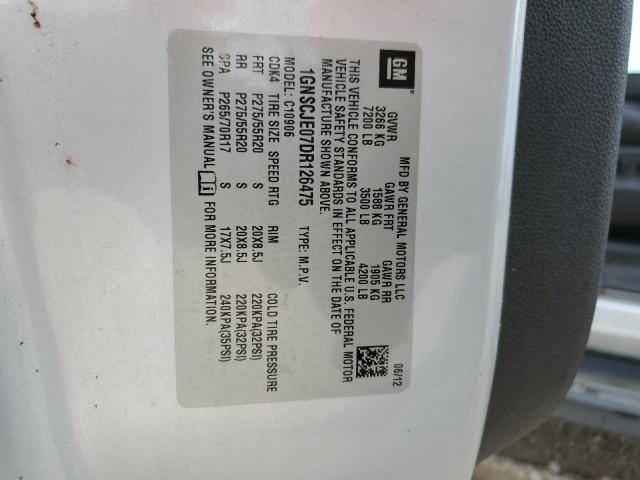 GM
MFD BY GENERAL MOTORS LLC 06/12
GVWR GAWR FRT GAWR RR
3266 KG 1588 KG 1905 KG
7200 LB 3500 LB 4200 LB
THIS VEHICLE CONFORMS TO ALL APPLICABLE U.S. FEDERAL MOTOR
VEHICLE SAFETY STANDARDS IN EFFECT ON THE DATE OF
MANUFACTURE SHOWN ABOVE.
1GNSCJE07DR126475 TYPE: M.P.V.
MODEL: C10906
CDK4 TIRE SIZE SPEED RTG RIM COLD TIRE PRESSURE
FRT P275/55R20 S 20X8.5J 220KPA(32PSI)
RR P275/55R20 S 20X8.5J 220KPA(32PSI)
SPA P265/70R17 S 17X7.5J 240KPA(35PSI)
SEE OWNER'S MANUAL FOR MORE INFORMATION.